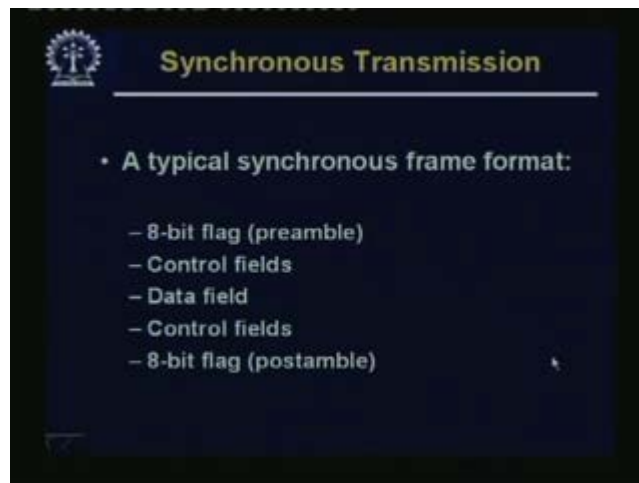 Synchronous Transmission
• A typical synchronous frame format:
– 8-bit flag (preamble)
– Control fields
– Data field
– Control fields
– 8-bit flag (postamble)